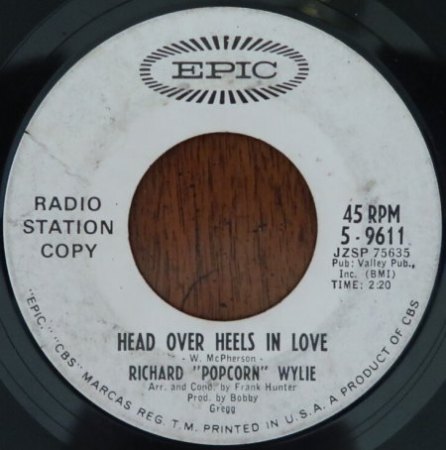 EPIC
RADIO
STATION
COPY
45 RPM
5 - 9611
JZSP 75635
Pub: Valley Pub.,
Inc. (BMI)
TIME: 2:20
HEAD OVER HEELS IN LOVE
- W. McPherson -
RICHARD "POPCORN" WYLIE
Arr. and Cond. by Frank Hunter
Prod. by Bobby
Gregg
"EPIC," "CBS" MARCAS REG. T.M. PRINTED IN U.S.A. A PRODUCT OF CBS